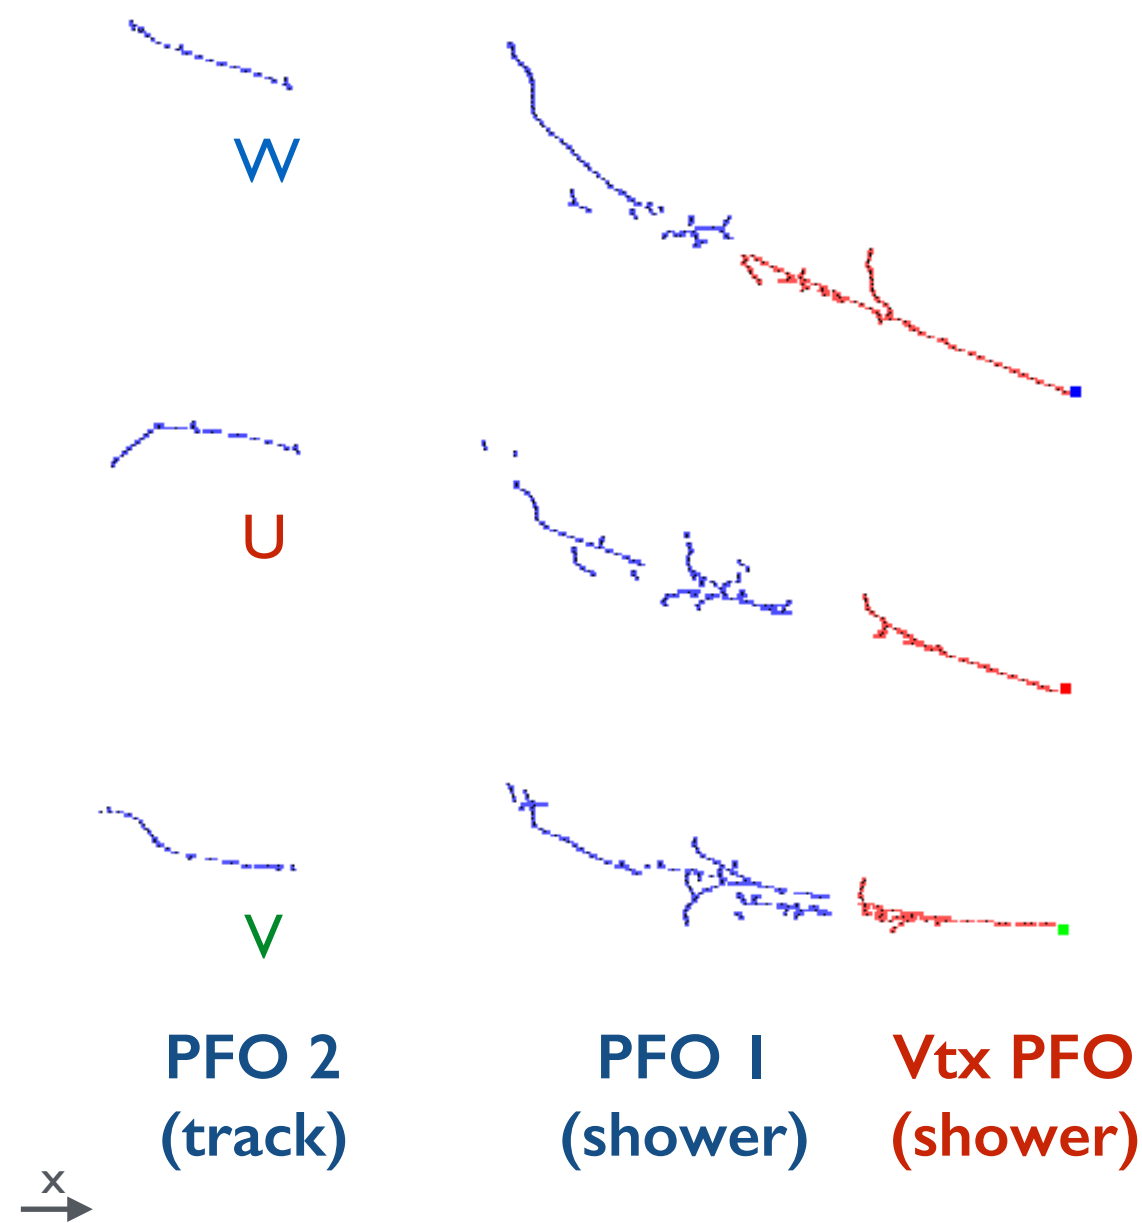 W
U
V
PFO 2
(track)
PFO 1
(shower)
Vtx PFO
(shower)
x